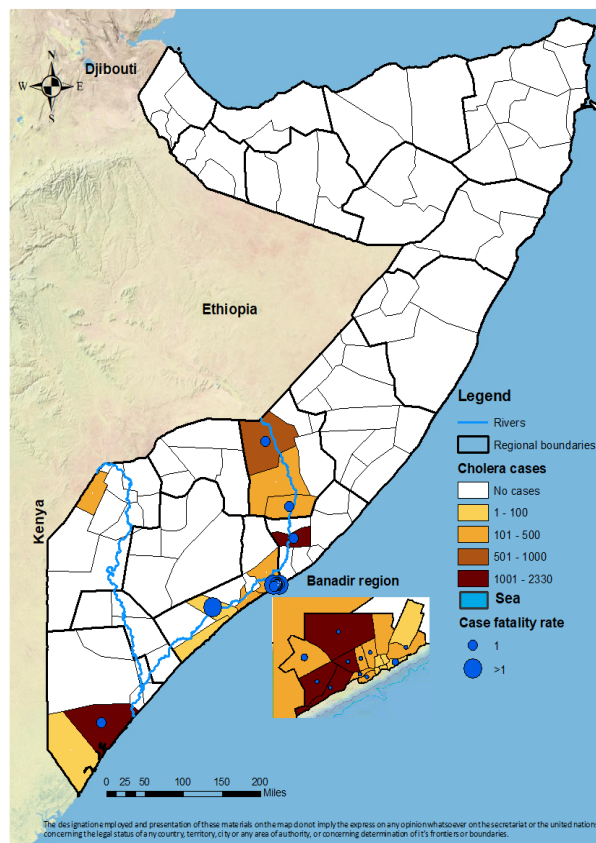 N
W
E
S
Djibouti
Ethiopia
Kenya
Legend
Rivers
Regional boundaries
Cholera cases
No cases
1 - 100
101 - 500
501 - 1000
1001 - 2330
Sea
Case fatality rate
1
>1
Banadir region
0 25 50 100 150 200
Miles
The designationemployed and presentation of these materials on the map do not imply the express on any opinion whatsoever on the secretariat or the united nations
concerning the legal status of any country, territory, city or any area of authority, or concerning determination of it's frontiers or boundaries.